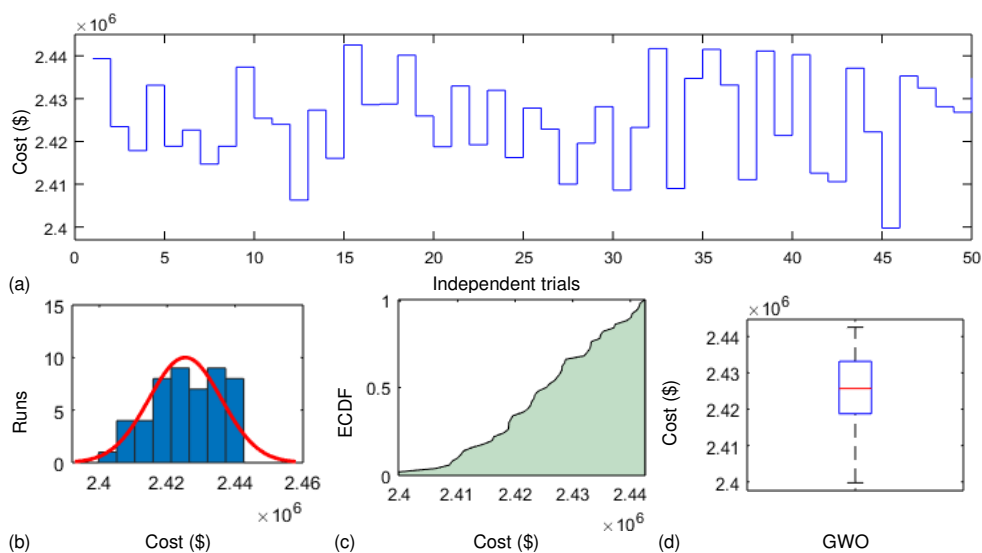 × 10⁶
2.44
2.43
2.42
2.41
2.4
Cost ($)
0 5 10 15 20 25 30 35 40 45 50
(a) Independent trials
15
10
5
0
Runs
2.4 2.42 2.44 2.46
× 10⁶
(b) Cost ($)
1
0.5
0
ECDF
2.4 2.41 2.42 2.43 2.44
× 10⁶
(c) Cost ($)
× 10⁶
2.44
2.43
2.42
2.41
2.4
Cost ($)
(d) GWO